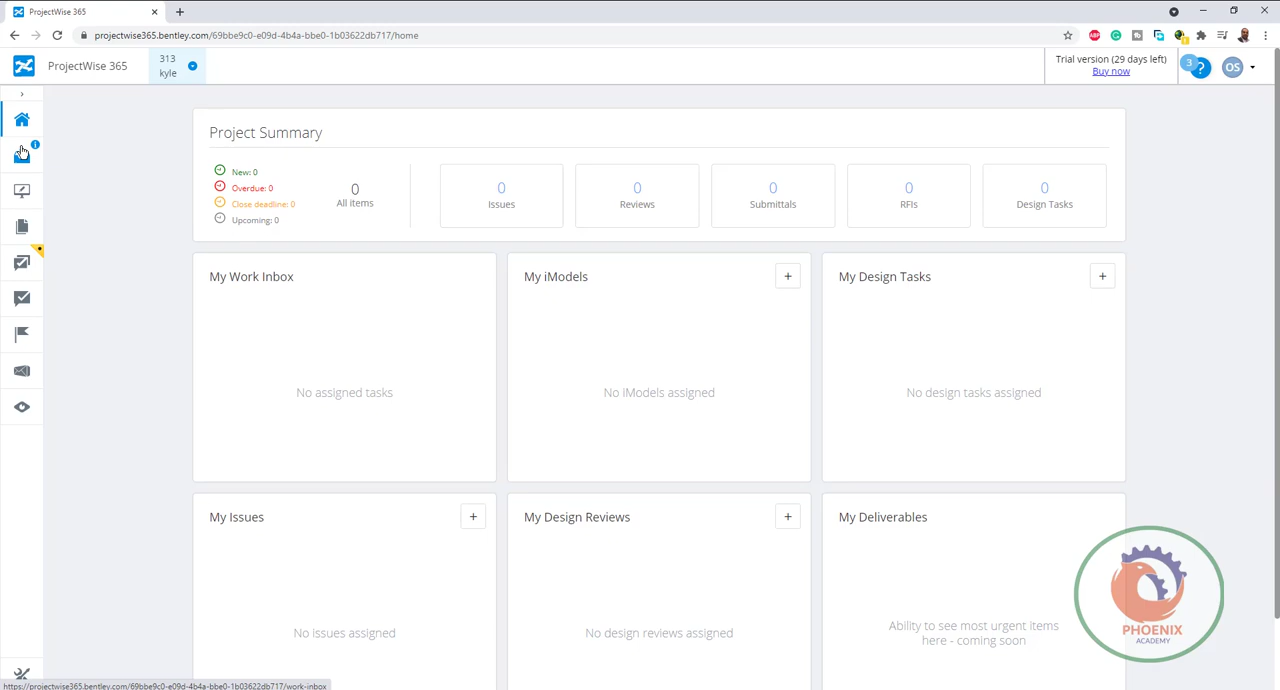 ProjectWise 365
projectwise365.bentley.com/69bbe9c0-e09d-4b4a-bbe0-1b03622db717/home
ABP
ProjectWise 365
313
kyle
Trial version (29 days left)
Buy now
3
?
OS
Project Summary
New: 0
Overdue: 0
Close deadline: 0
Upcoming: 0
0
All items
0
Issues
0
Reviews
0
Submittals
0
RFIs
0
Design Tasks
My Work Inbox
No assigned tasks
My iModels
+
No iModels assigned
My Design Tasks
+
No design tasks assigned
My Issues
+
No issues assigned
My Design Reviews
+
No design reviews assigned
My Deliverables
Ability to see most urgent items
here - coming soon
PHOENIX
ACADEMY
https://projectwise365.bentley.com/69bbe9c0-e09d-4b4a-bbe0-1b03622db717/work-inbox